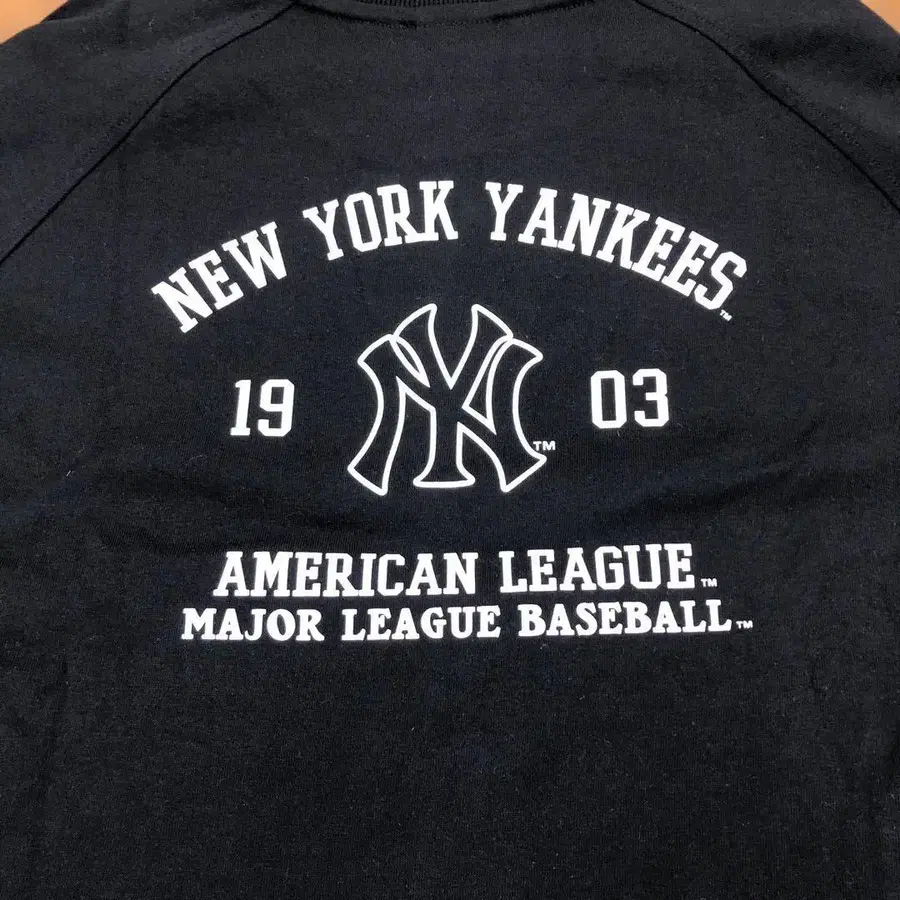 NEW YORK YANKEES™
19 NY™ 03
AMERICAN LEAGUE™
MAJOR LEAGUE BASEBALL™